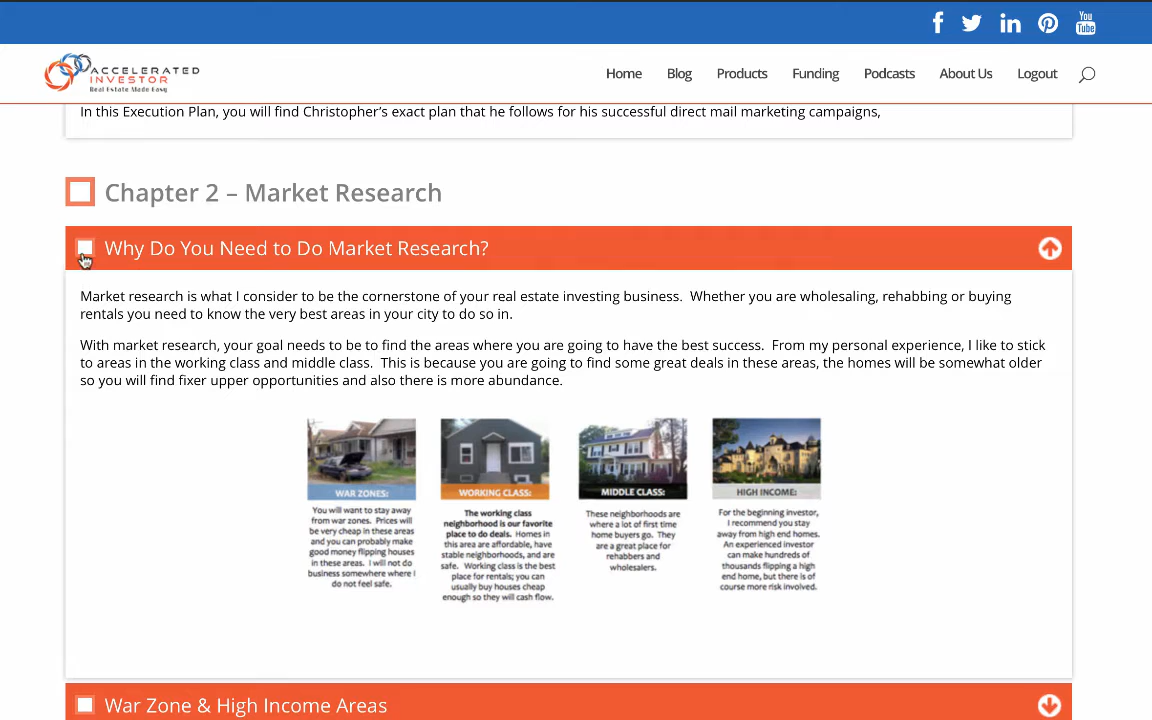 You
Tube
ACCELERATED
INVESTOR
Real Estate Made Easy
Home Blog Products Funding Podcasts About Us Logout
In this Execution Plan, you will find Christopher's exact plan that he follows for his successful direct mail marketing campaigns,
Chapter 2 – Market Research
Why Do You Need to Do Market Research?
Market research is what I consider to be the cornerstone of your real estate investing business.  Whether you are wholesaling, rehabbing or buying
rentals you need to know the very best areas in your city to do so in.
With market research, your goal needs to be to find the areas where you are going to have the best success.  From my personal experience, I like to stick
to areas in the working class and middle class.  This is because you are going to find some great deals in these areas, the homes will be somewhat older
so you will find fixer upper opportunities and also there is more abundance.
WAR ZONES:
You will want to stay away
from war zones. Prices will
be very cheap in these areas
and you can probably make
good money flipping houses
in these areas. I will not do
business somewhere where I
do not feel safe.
WORKING CLASS:
The working class
neighborhood is our favorite
place to do deals. Homes in
this area are affordable, have
stable neighborhoods, and are
safe. Working class is the best
place for rentals; you can
usually buy houses cheap
enough so they will cash flow.
MIDDLE CLASS:
These neighborhoods are
where a lot of first time
home buyers go. They
are a great place for
rehabbers and
wholesalers.
HIGH INCOME:
For the beginning investor,
I recommend you stay
away from high end homes.
An experienced investor
can make hundreds of
thousands flipping a high
end home, but there is of
course more risk involved.
War Zone & High Income Areas